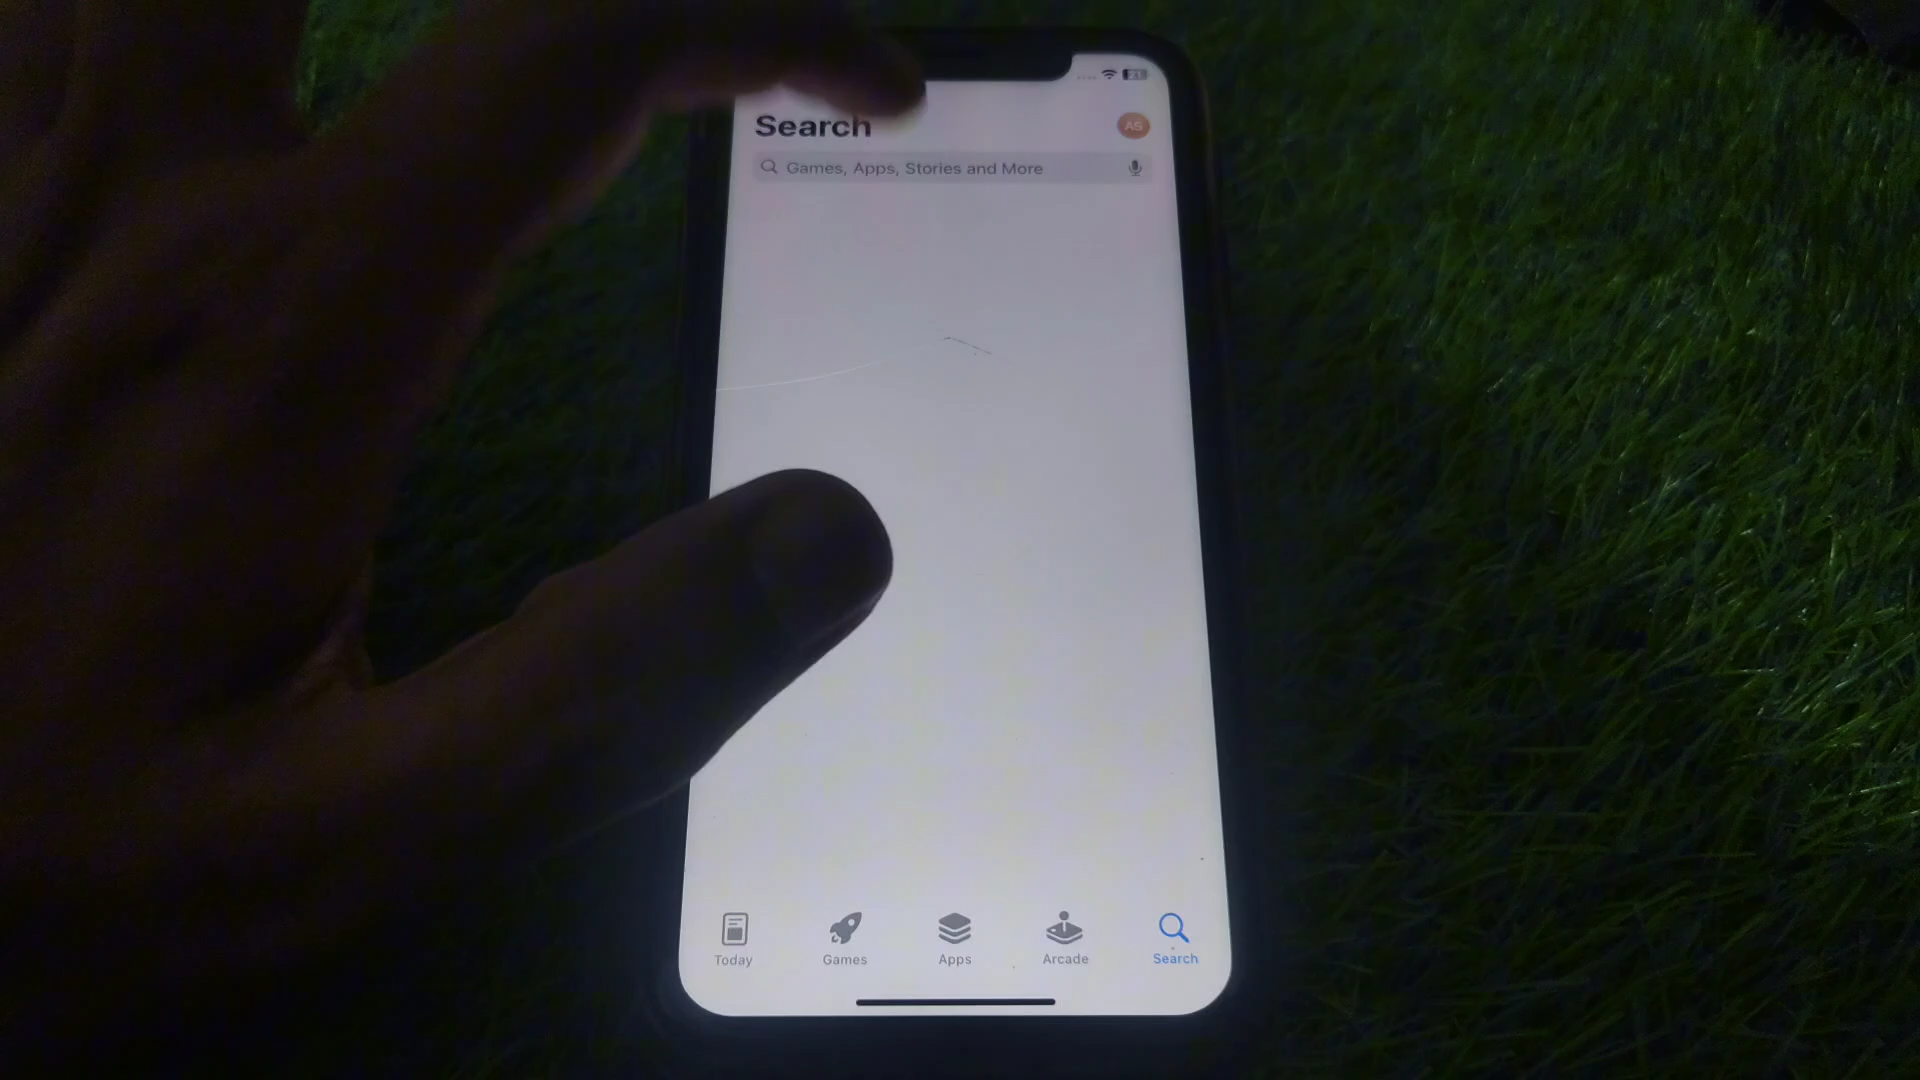 Search
AS
Games, Apps, Stories and More
Today
Games
Apps
Arcade
Search